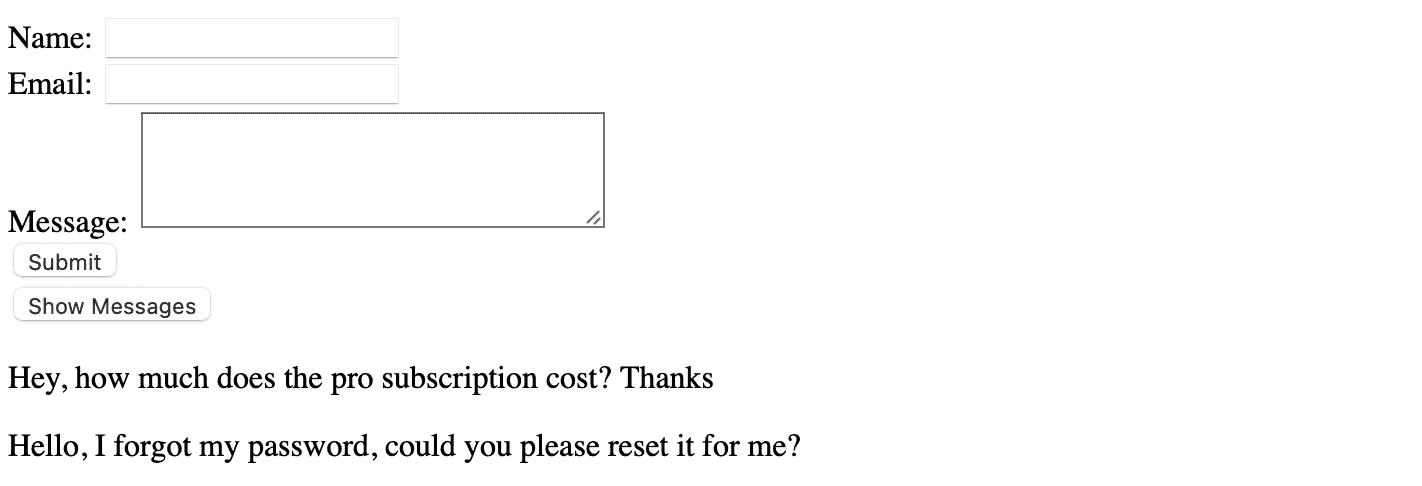 Name:
Email:
Message:
Submit
Show Messages
Hey, how much does the pro subscription cost? Thanks
Hello, I forgot my password, could you please reset it for me?